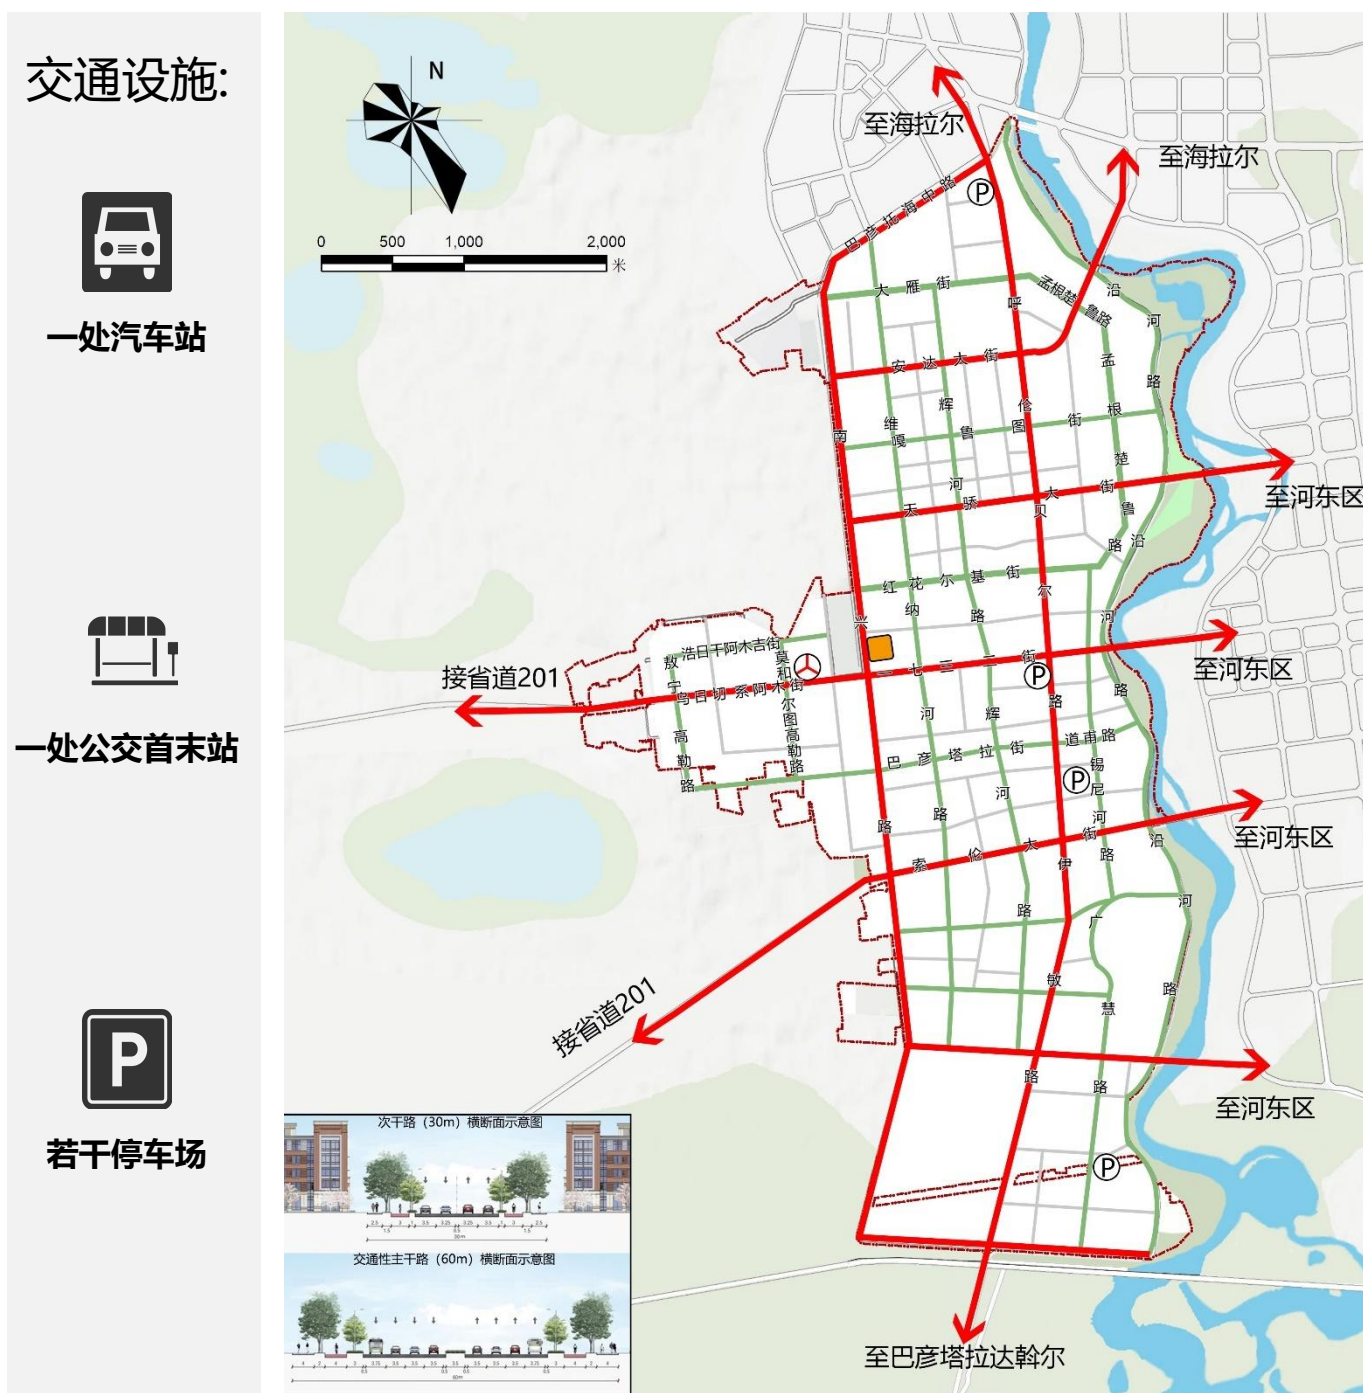 交通设施:
一处汽车站
一处公交首末站
若干停车场
N
0 500 1,000 2,000
米
至海拉尔
至海拉尔
巴彦托海中路
大雁街
孟根楚鲁路
沿河路
呼伦贝尔路
安达大街
孟根楚鲁路
辉河路
维纳河路
嘎鲁图街
南兴路
天骄大街
至河东区
沿河路
红花尔基街
浩日干阿木吉街
莫和尔图高勒路
敖宁高勒路
乌日切系阿木街
二七三二街
至河东区
接省道201
辉河路
巴彦塔拉街
道甫路
锡尼河路
P
P
P
P
索伦大街
至河东区
伊敏路
沿河路
广慧路
接省道201
至河东区
至巴彦塔拉达斡尔
次干路（30m）横断面示意图
30m
交通性主干路（60m）横断面示意图
60m